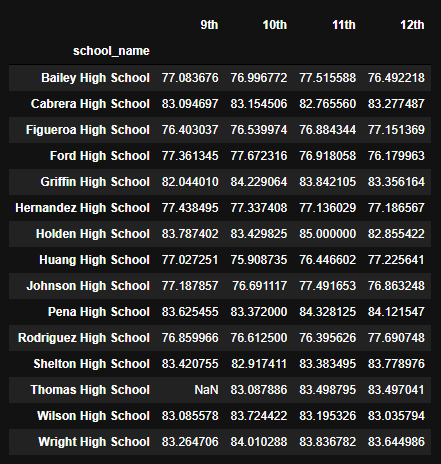 9th 10th 11th 12th
school_name
Bailey High School 77.083676 76.996772 77.515588 76.492218
Cabrera High School 83.094697 83.154506 82.765560 83.277487
Figueroa High School 76.403037 76.539974 76.884344 77.151369
Ford High School 77.361345 77.672316 76.918058 76.179963
Griffin High School 82.044010 84.229064 83.842105 83.356164
Hernandez High School 77.438495 77.337408 77.136029 77.186567
Holden High School 83.787402 83.429825 85.000000 82.855422
Huang High School 77.027251 75.908735 76.446602 77.225641
Johnson High School 77.187857 76.691117 77.491653 76.863248
Pena High School 83.625455 83.372000 84.328125 84.121547
Rodriguez High School 76.859966 76.612500 76.395626 77.690748
Shelton High School 83.420755 82.917411 83.383495 83.778976
Thomas High School NaN 83.087886 83.498795 83.497041
Wilson High School 83.085578 83.724422 83.195326 83.035794
Wright High School 83.264706 84.010288 83.836782 83.644986